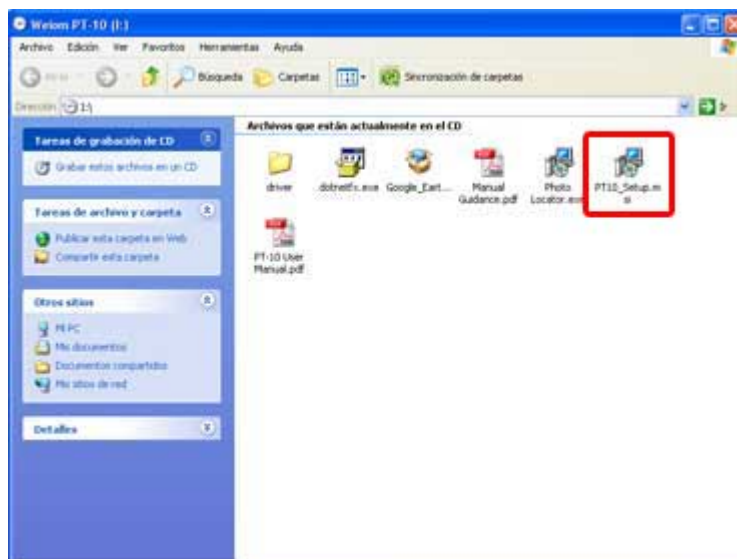 Weiom PT-10 (I:)
Archivo Edición Ver Favoritos Herramientas Ayuda
Búsqueda Carpetas Sincronización de carpetas
Dirección I:\
Tareas de grabación de CD
Grabar estos archivos en un CD
Tareas de archivo y carpeta
Publicar esta carpeta en Web
Compartir esta carpeta
Otros sitios
Mi PC
Mis documentos
Documentos compartidos
Mis sitios de red
Detalles
Archivos que están actualmente en el CD
driver
dotnetfx.exe
Google_Eart...
Manual
Guidance.pdf
Photo
Locator.exe
PT10_Setup.m
si
PT-10 User
Manual.pdf